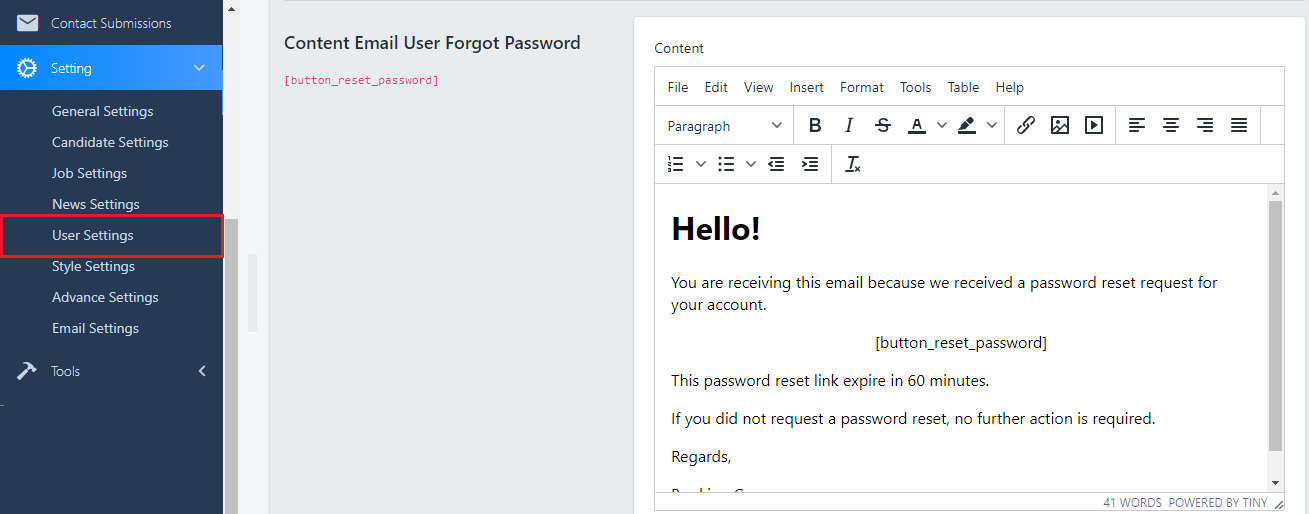 Contact Submissions
Setting
General Settings
Candidate Settings
Job Settings
News Settings
User Settings
Style Settings
Advance Settings
Email Settings
Tools
Content Email User Forgot Password
[button_reset_password]
Content
File Edit View Insert Format Tools Table Help
Paragraph
Hello!
You are receiving this email because we received a password reset request for
your account.
[button_reset_password]
This password reset link expire in 60 minutes.
If you did not request a password reset, no further action is required.
Regards,
41 WORDS POWERED BY TINY